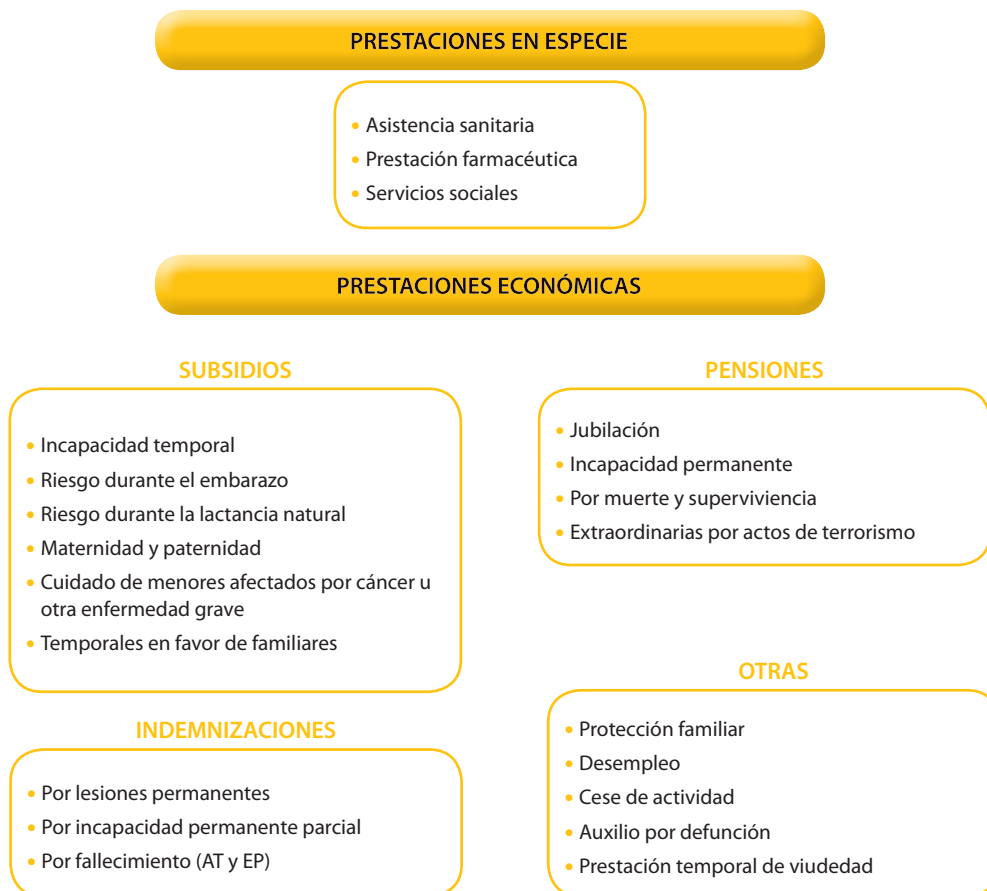 PRESTACIONES EN ESPECIE
• Asistencia sanitaria
• Prestación farmacéutica
• Servicios sociales
PRESTACIONES ECONÓMICAS
SUBSIDIOS
• Incapacidad temporal
• Riesgo durante el embarazo
• Riesgo durante la lactancia natural
• Maternidad y paternidad
• Cuidado de menores afectados por cáncer u
otra enfermedad grave
• Temporales en favor de familiares
PENSIONES
• Jubilación
• Incapacidad permanente
• Por muerte y superviviencia
• Extraordinarias por actos de terrorismo
INDEMNIZACIONES
• Por lesiones permanentes
• Por incapacidad permanente parcial
• Por fallecimiento (AT y EP)
OTRAS
• Protección familiar
• Desempleo
• Cese de actividad
• Auxilio por defunción
• Prestación temporal de viudedad